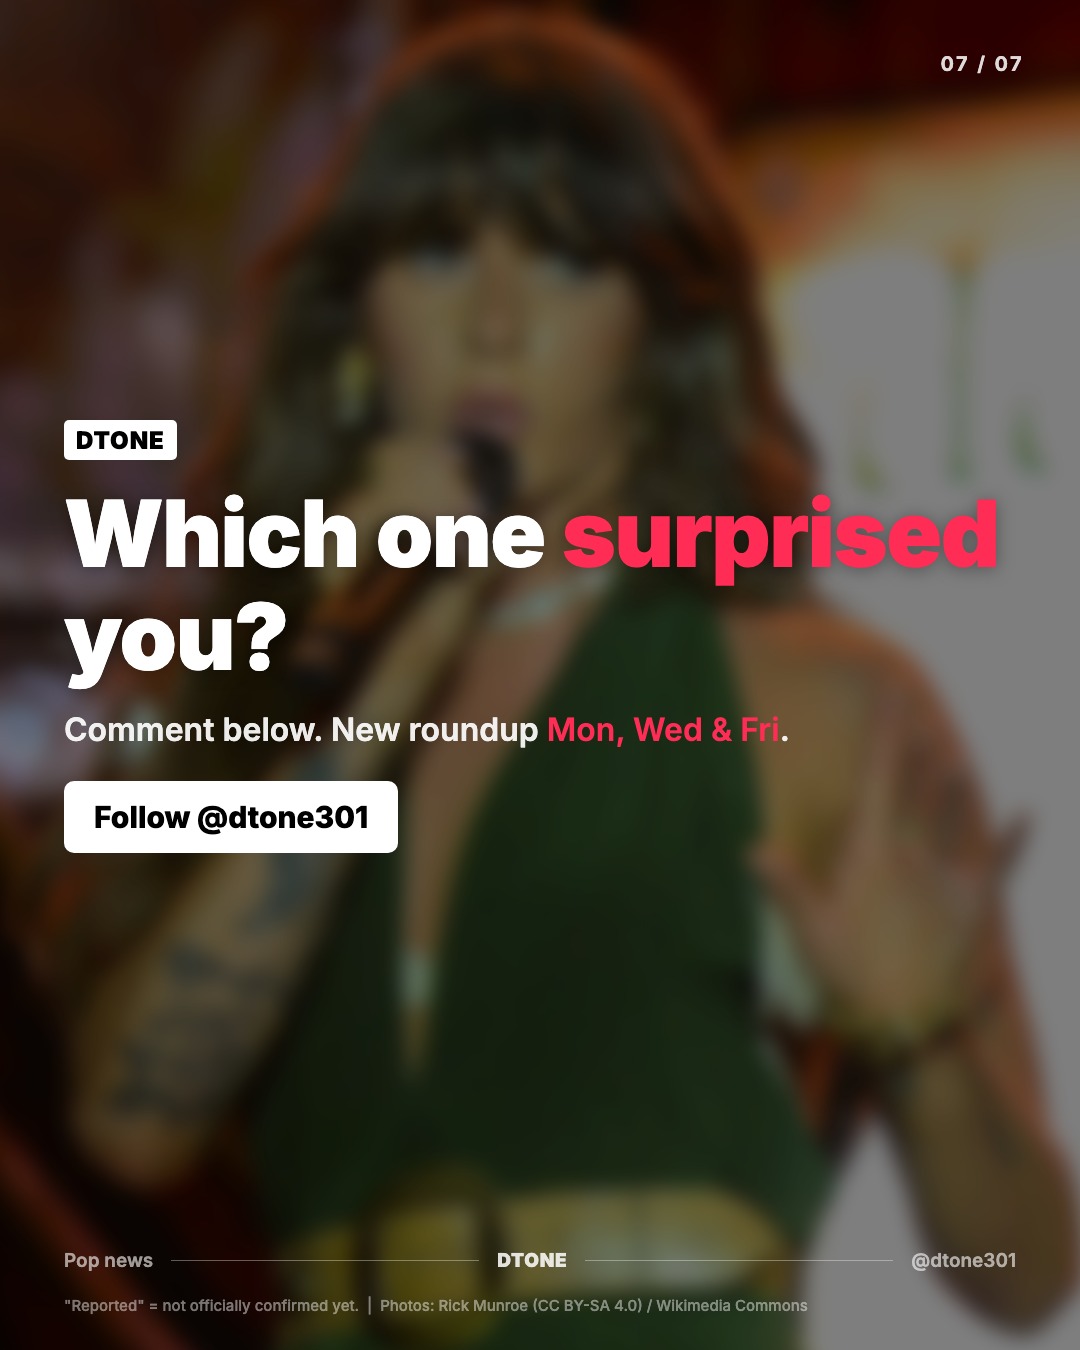 07 / 07
DTONE
Which one surprised
you?
Comment below. New roundup Mon, Wed & Fri.
Follow @dtone301
Pop news DTONE @dtone301
"Reported" = not officially confirmed yet. | Photos: Rick Munroe (CC BY-SA 4.0) / Wikimedia Commons